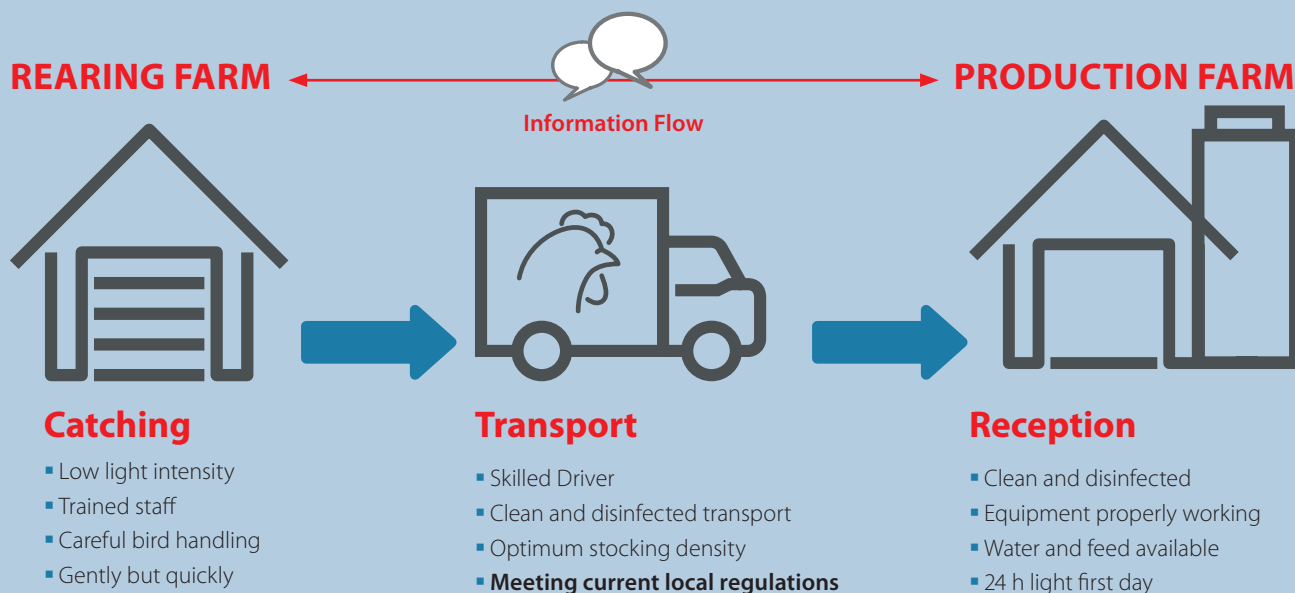 REARING FARM
PRODUCTION FARM
Information Flow
Catching
▪ Low light intensity
▪ Trained staff
▪ Careful bird handling
▪ Gently but quickly
Transport
▪ Skilled Driver
▪ Clean and disinfected transport
▪ Optimum stocking density
▪ Meeting current local regulations
Reception
▪ Clean and disinfected
▪ Equipment properly working
▪ Water and feed available
▪ 24 h light first day